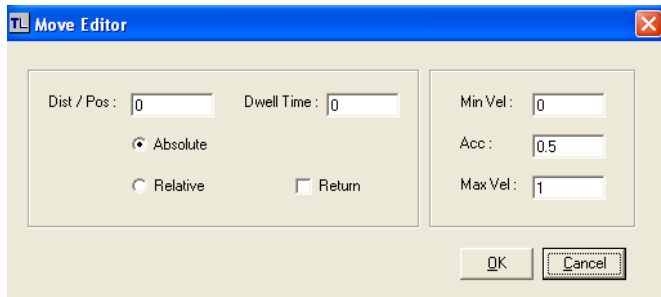 TL Move Editor
Dist / Pos : 0 Dwell Time : 0 Min Vel : 0
Absolute Acc : 0.5
Relative Return Max Vel : 1
OK Cancel